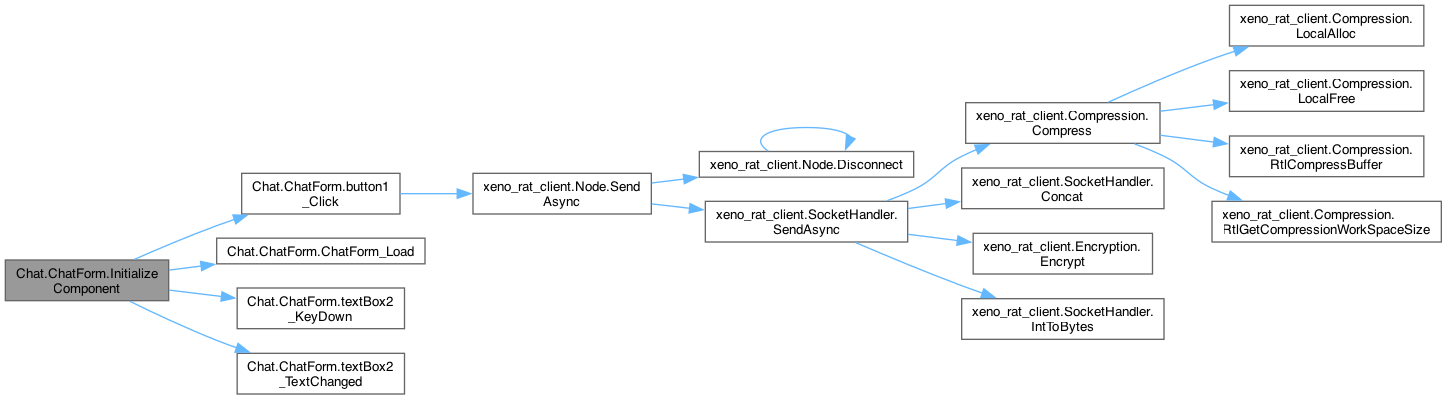 Chat.ChatForm.Initialize
Component
Chat.ChatForm.button1
_Click
Chat.ChatForm.ChatForm_Load
Chat.ChatForm.textBox2
_KeyDown
Chat.ChatForm.textBox2
_TextChanged
xeno_rat_client.Node.Send
Async
xeno_rat_client.Node.Disconnect
xeno_rat_client.SocketHandler.
SendAsync
xeno_rat_client.Compression.
Compress
xeno_rat_client.SocketHandler.
Concat
xeno_rat_client.Encryption.
Encrypt
xeno_rat_client.SocketHandler.
IntToBytes
xeno_rat_client.Compression.
LocalAlloc
xeno_rat_client.Compression.
LocalFree
xeno_rat_client.Compression.
RtlCompressBuffer
xeno_rat_client.Compression.
RtlGetCompressionWorkSpaceSize